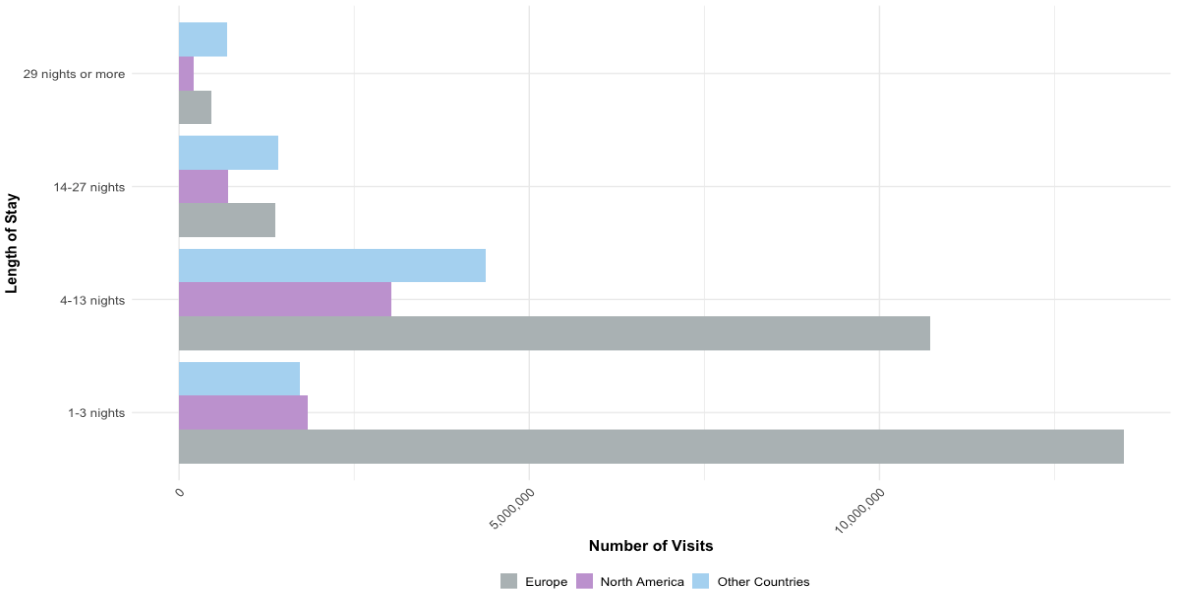 29 nights or more
14-27 nights
4-13 nights
1-3 nights
Length of Stay
0
5,000,000
10,000,000
Number of Visits
Europe North America Other Countries